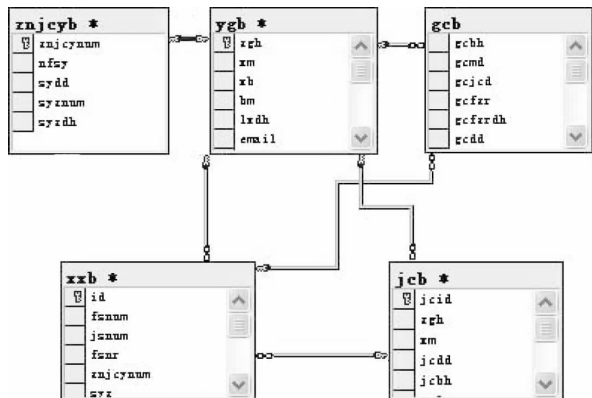 znjcyb *
znjcynum
nfsy
sydd
syznum
syzdh
ygb *
zgh
xm
xb
bm
lxdh
email
gcb
gcbh
gcmd
gcjcd
gcfzr
gcfzrdh
gcdd
xxb *
id
fsnum
jsnum
fsnr
znjcynum
syz
jcb *
jcid
zgh
xm
jcdd
jcbh